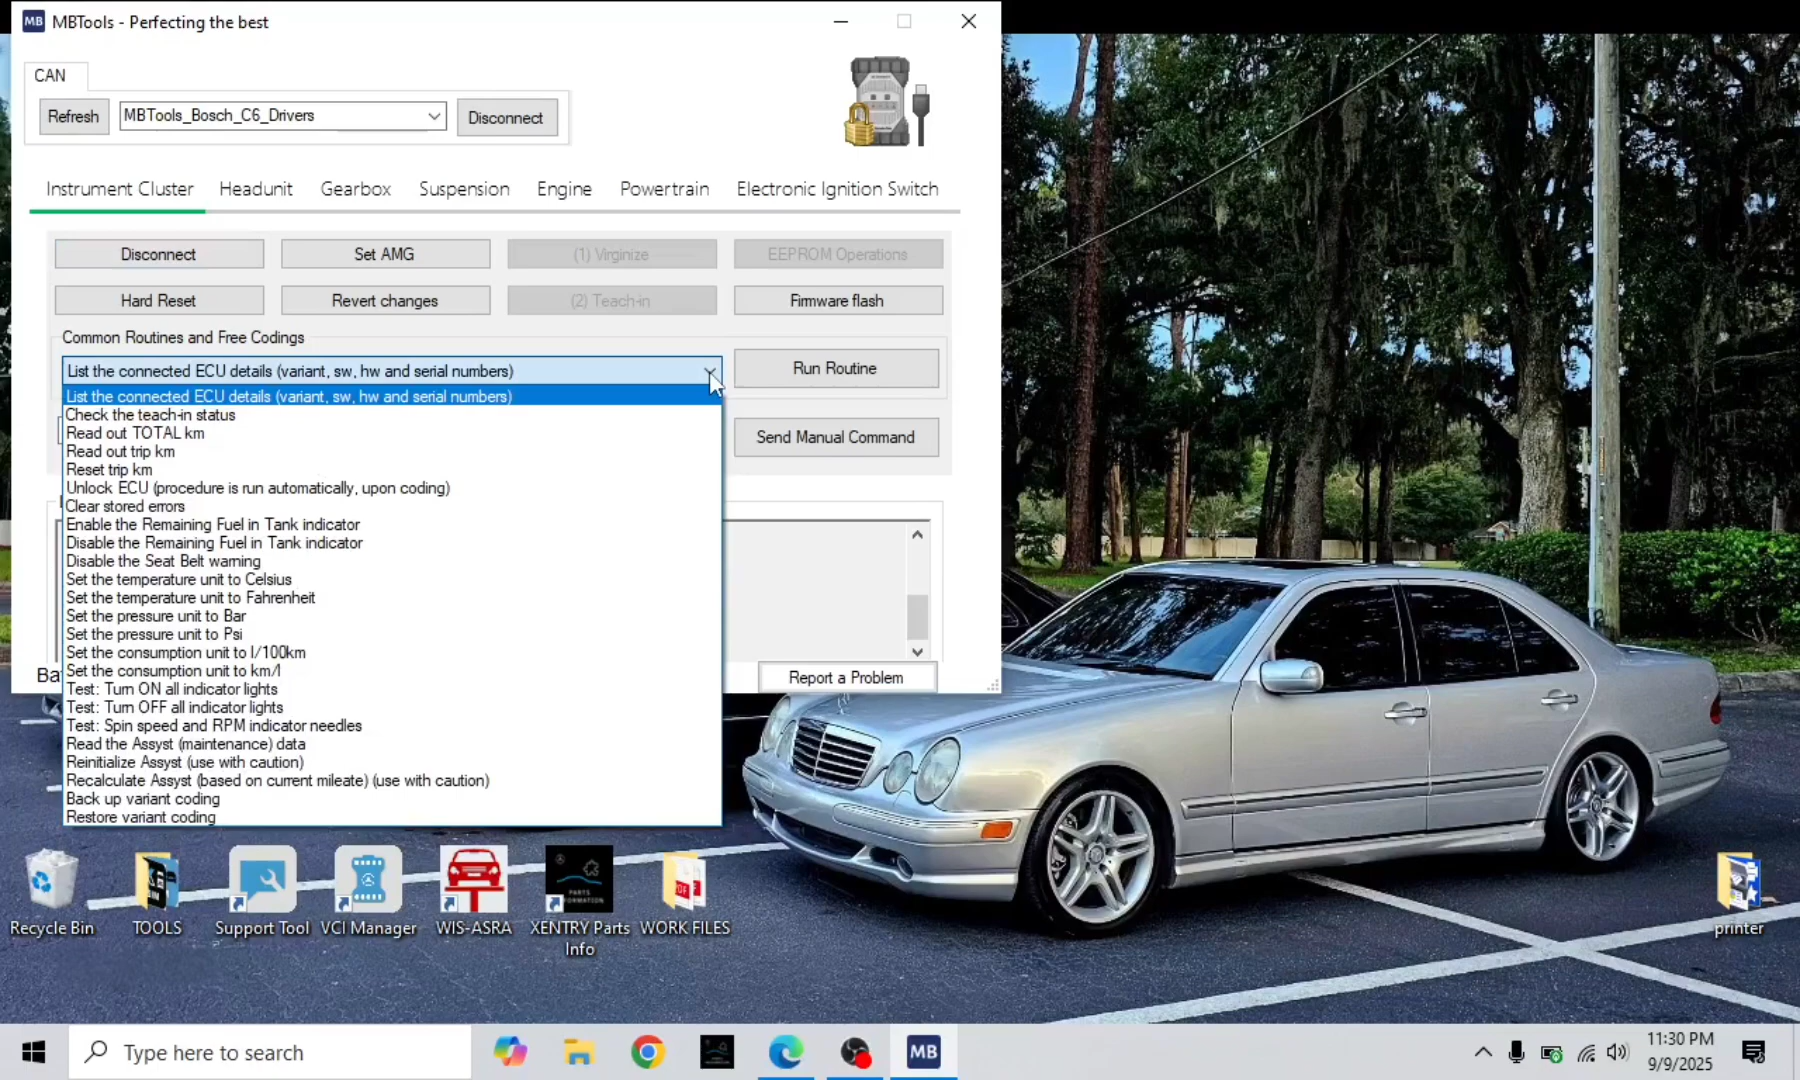 MB MBTools - Perfecting the best
CAN
Refresh MBTools_Bosch_C6_Drivers Disconnect
Instrument Cluster Headunit Gearbox Suspension Engine Powertrain Electronic Ignition Switch
Disconnect Set AMG (1) Virginize EEPROM Operations
Hard Reset Revert changes (2) Teach-in Firmware flash
Common Routines and Free Codings
List the connected ECU details (variant, sw, hw and serial numbers) Run Routine
List the connected ECU details (variant, sw, hw and serial numbers)
Check the teach-in status
Read out TOTAL km Send Manual Command
Read out trip km
Reset trip km
Unlock ECU (procedure is run automatically, upon coding)
Clear stored errors
Enable the Remaining Fuel in Tank indicator
Disable the Remaining Fuel in Tank indicator
Disable the Seat Belt warning
Set the temperature unit to Celsius
Set the temperature unit to Fahrenheit
Set the pressure unit to Bar
Set the pressure unit to Psi
Set the consumption unit to l/100km
Set the consumption unit to km/l
Report a Problem
Test: Turn ON all indicator lights
Test: Turn OFF all indicator lights
Test: Spin speed and RPM indicator needles
Read the Assyst (maintenance) data
Reinitialize Assyst (use with caution)
Recalculate Assyst (based on current mileate) (use with caution)
Back up variant coding
Restore variant coding
Recycle Bin TOOLS Support Tool VCI Manager WIS-ASRA XENTRY Parts Info WORK FILES printer
Type here to search MB
11:30 PM
9/9/2025